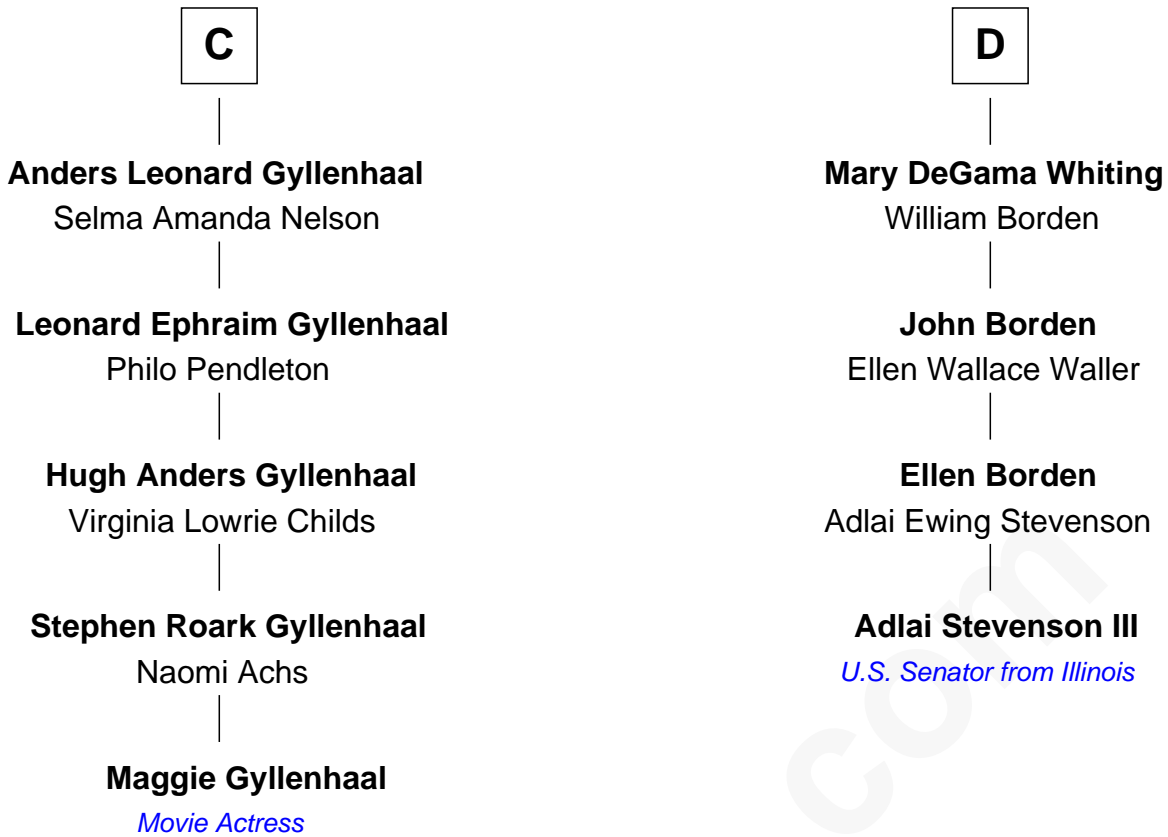 C
Anders Leonard Gyllenhaal
Selma Amanda Nelson
Leonard Ephraim Gyllenhaal
Philo Pendleton
Hugh Anders Gyllenhaal
Virginia Lowrie Childs
Stephen Roark Gyllenhaal
Naomi Achs
Maggie Gyllenhaal
Movie Actress
D
Mary DeGama Whiting
William Borden
John Borden
Ellen Wallace Waller
Ellen Borden
Adlai Ewing Stevenson
Adlai Stevenson III
U.S. Senator from Illinois
com